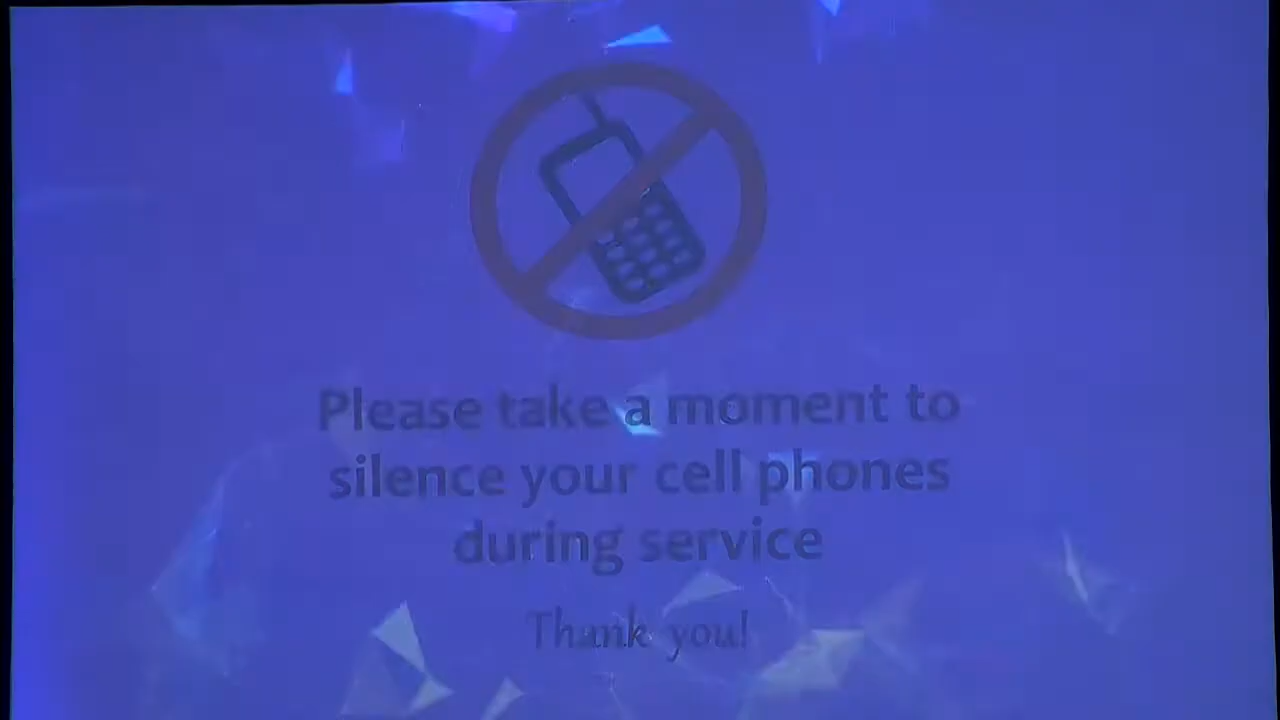 Please take a moment to
silence your cell phones
during service
Thank you!